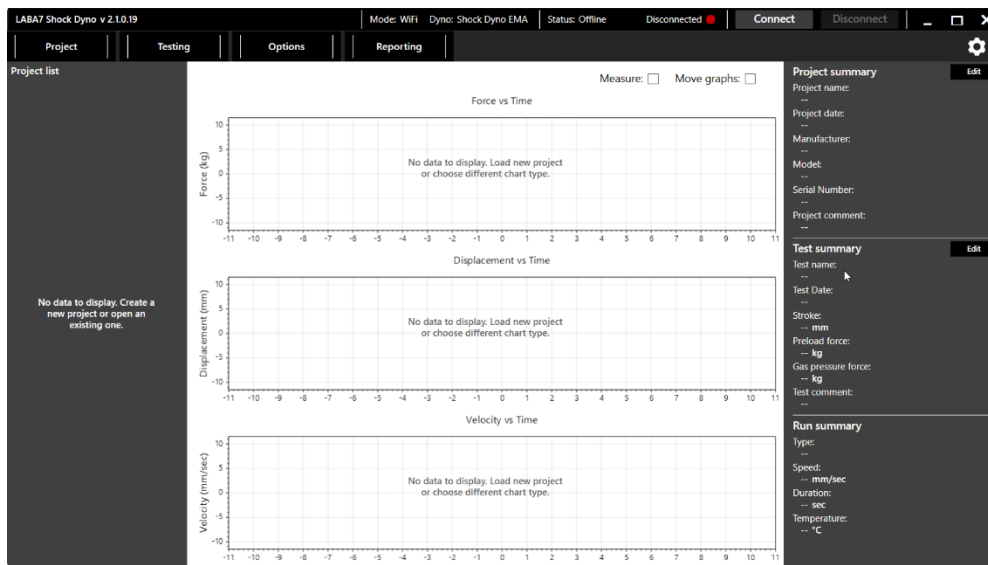 LABA7 Shock Dyno v 2.1.0.19
Mode: WiFi Dyno: Shock Dyno EMA Status: Offline Disconnected Connect Disconnect
Project Testing Options Reporting
Project list
No data to display. Create a
new project or open an
existing one.
Measure: Move graphs:
Force vs Time
Force (kg)
10
5
0
-5
-10
No data to display. Load new project
or choose different chart type.
-11 -10 -9 -8 -7 -6 -5 -4 -3 -2 -1 0 1 2 3 4 5 6 7 8 9 10 11
Displacement vs Time
Displacement (mm)
10
5
0
-5
-10
No data to display. Load new project
or choose different chart type.
-11 -10 -9 -8 -7 -6 -5 -4 -3 -2 -1 0 1 2 3 4 5 6 7 8 9 10 11
Velocity vs Time
Velocity (mm/sec)
10
5
0
-5
-10
No data to display. Load new project
or choose different chart type.
-11 -10 -9 -8 -7 -6 -5 -4 -3 -2 -1 0 1 2 3 4 5 6 7 8 9 10 11
Project summary Edit
Project name:
--
Project date:
--
Manufacturer:
--
Model:
--
Serial Number:
--
Project comment:
--
Test summary Edit
Test name:
--
Test Date:
--
Stroke:
-- mm
Preload force:
-- kg
Gas pressure force:
-- kg
Test comment:
--
Run summary
Type:
--
Speed:
-- mm/sec
Duration:
-- sec
Temperature:
-- °C